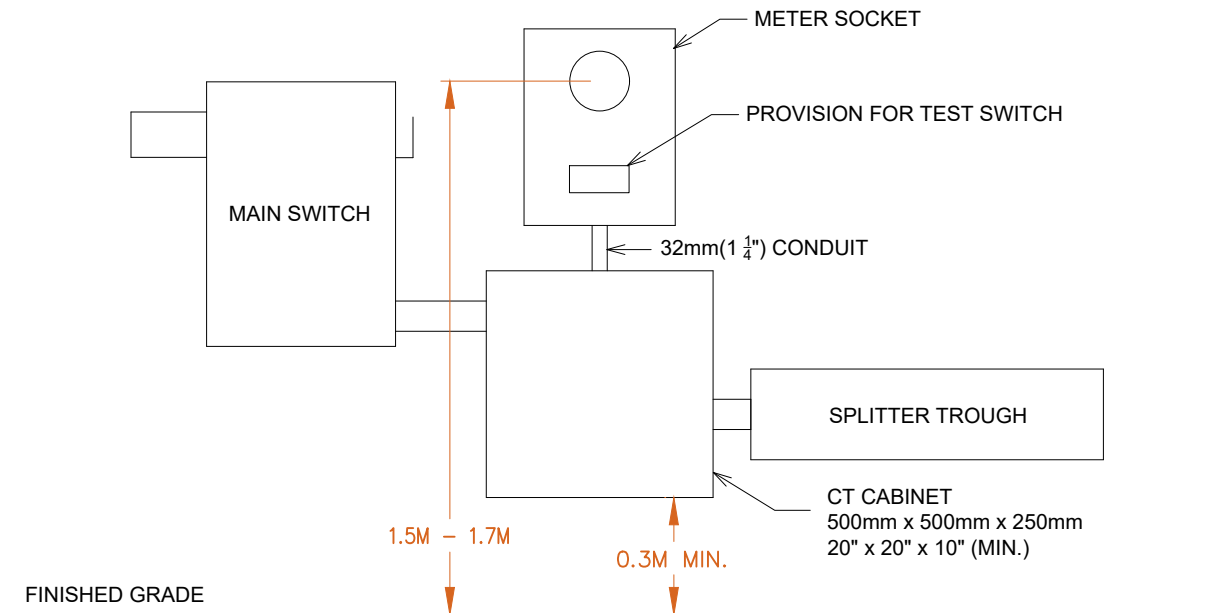 METER SOCKET
PROVISION FOR TEST SWITCH
MAIN SWITCH
32mm(1 1/4") CONDUIT
SPLITTER TROUGH
CT CABINET
500mm x 500mm x 250mm
20" x 20" x 10" (MIN.)
1.5M - 1.7M
0.3M MIN.
FINISHED GRADE